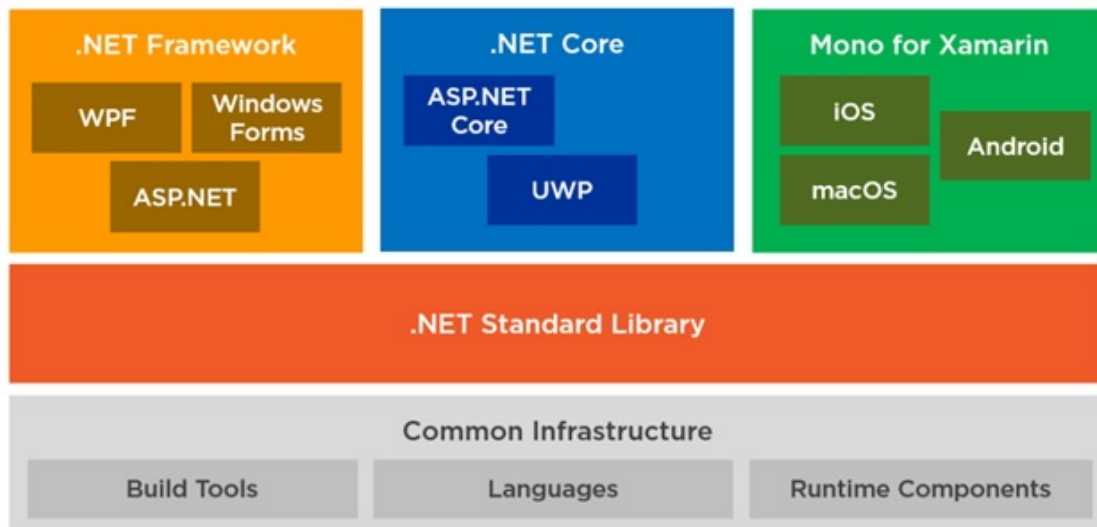 .NET Framework
WPF
Windows
Forms
ASP.NET
.NET Core
ASP.NET
Core
UWP
Mono for Xamarin
iOS
Android
macOS
.NET Standard Library
Common Infrastructure
Build Tools
Languages
Runtime Components